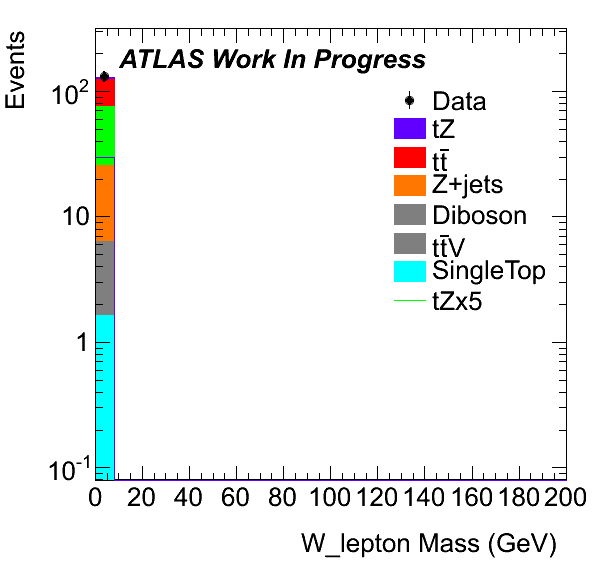 Events
ATLAS Work In Progress
Data
tZ
tt̄
Z+jets
Diboson
tt̄V
SingleTop
tZx5
10²
10
1
10⁻¹
0 20 40 60 80 100 120 140 160 180 200
W_lepton Mass (GeV)